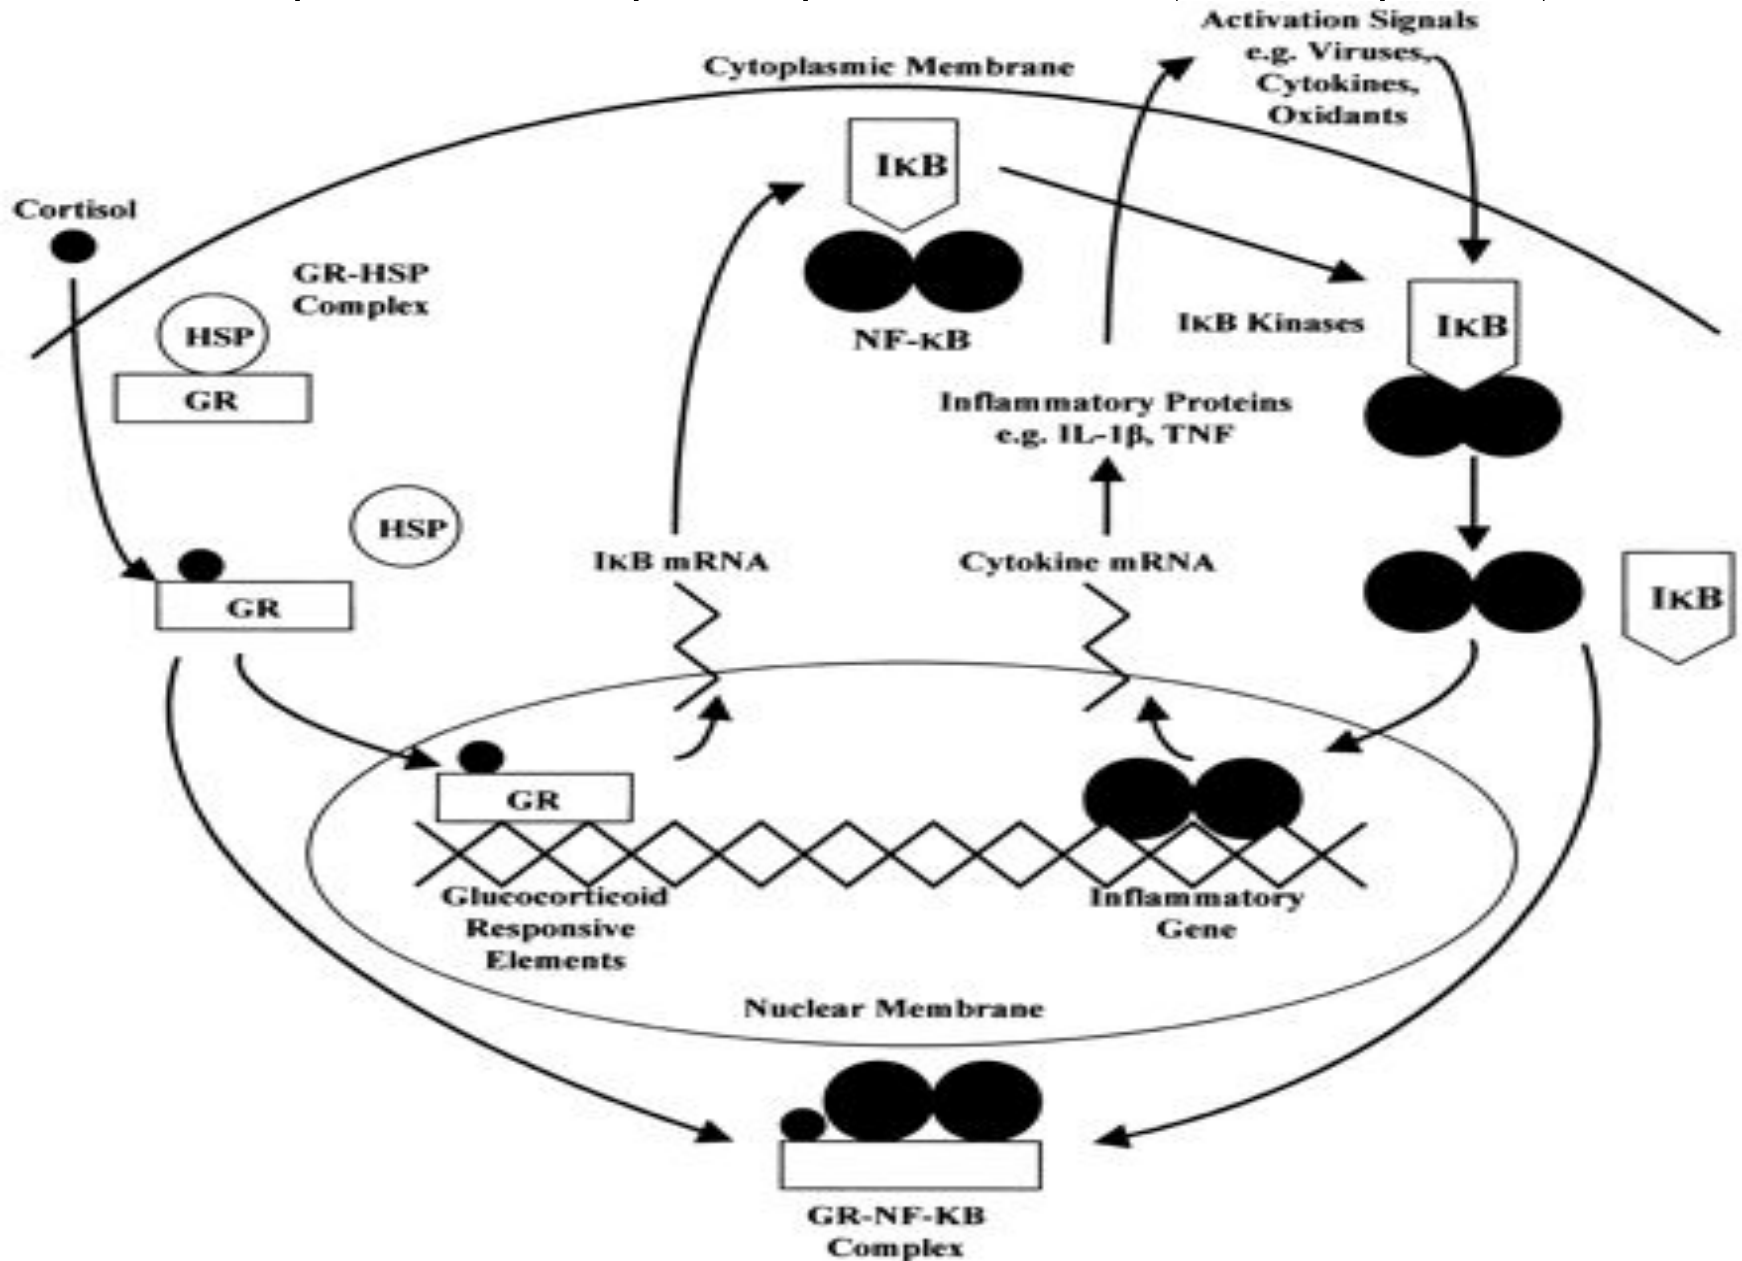 Activation Signals
e.g. Viruses,
Cytokines,
Oxidants
Cytoplasmic Membrane
IκB
Cortisol
GR-HSP
Complex
HSP
GR
NF-κB
IκB Kinases
IκB
Inflammatory Proteins
e.g. IL-1β, TNF
HSP
GR
IκB mRNA
Cytokine mRNA
IκB
GR
Glucocorticoid
Responsive
Elements
Inflammatory
Gene
Nuclear Membrane
GR-NF-KB
Complex